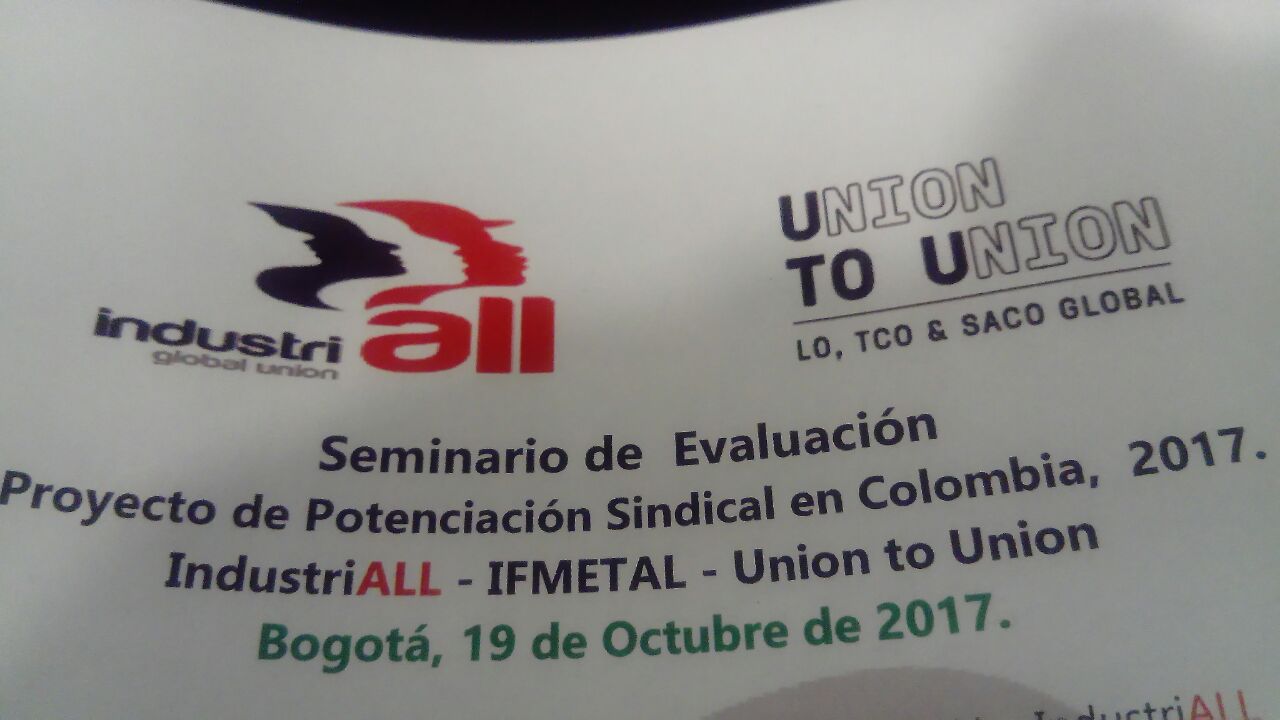 industri all
global union
UNION
TO UNION
LO, TCO & SACO GLOBAL
Seminario de Evaluación
Proyecto de Potenciación Sindical en Colombia, 2017.
IndustriALL - IFMETAL - Union to Union
Bogotá, 19 de Octubre de 2017.
IndustriALL